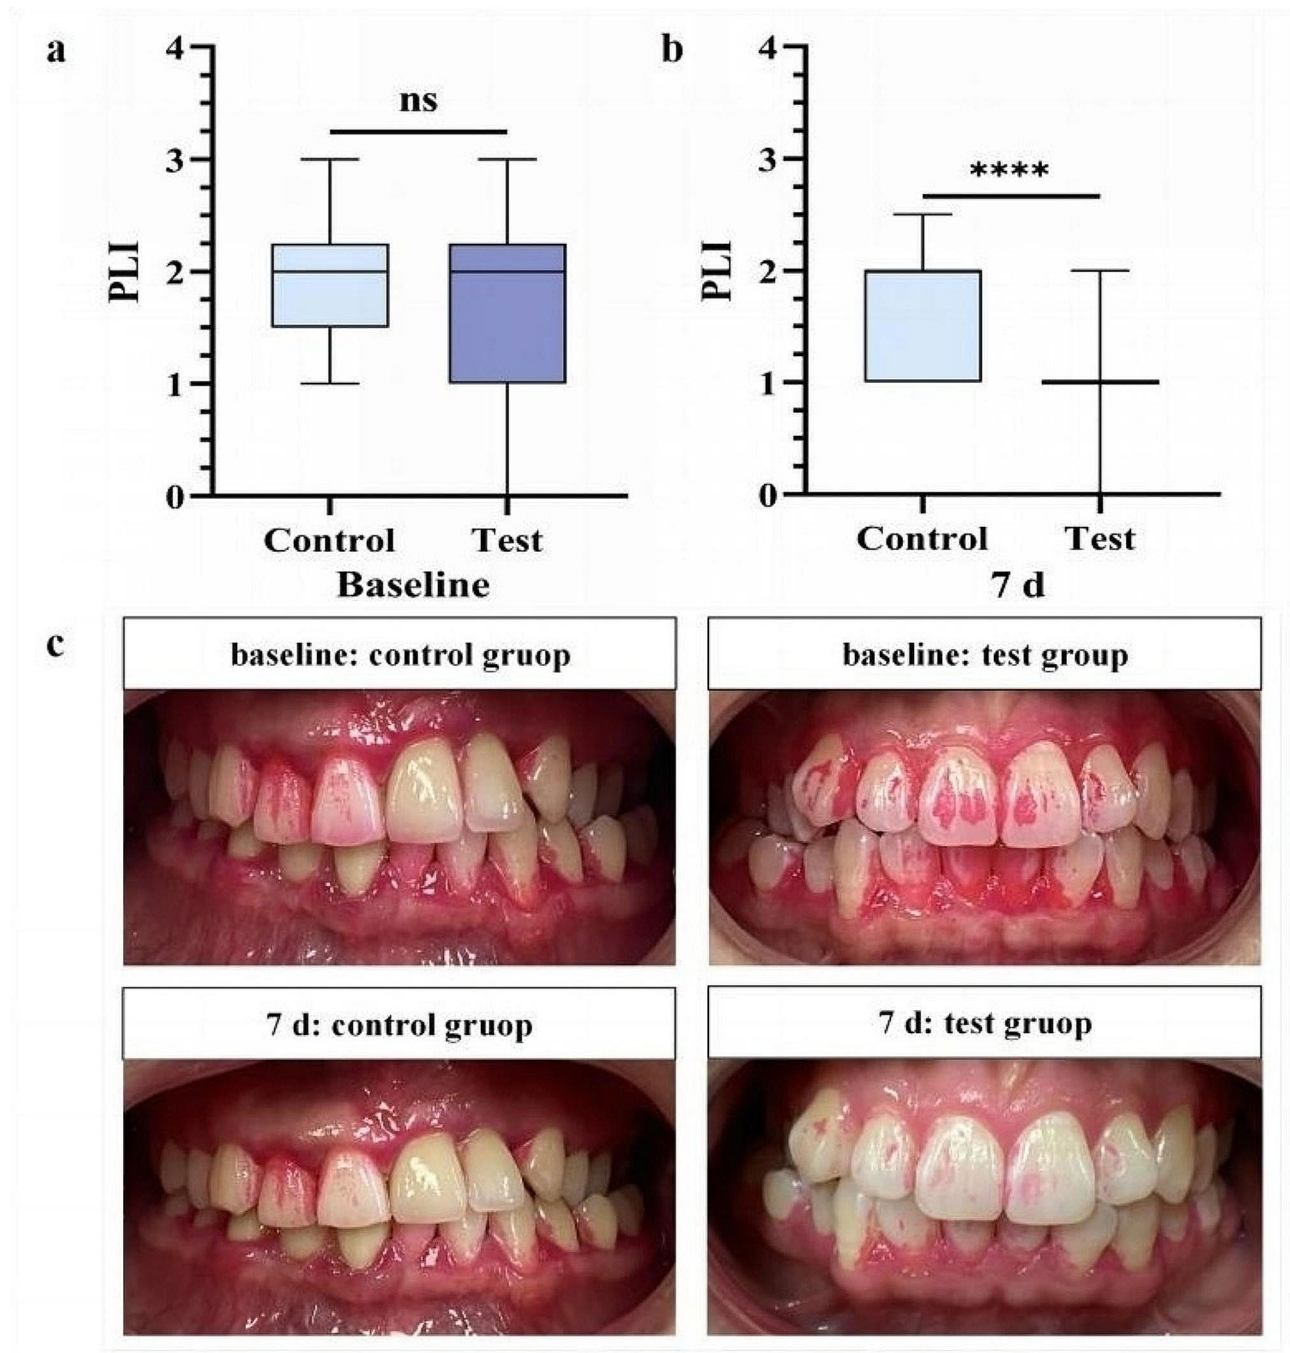 a
4
3
2
1
0
PLI
ns
Control
Test
Baseline
b
4
3
2
1
0
PLI
****
Control
Test
7 d
c
baseline: control gruop
baseline: test group
7 d: control gruop
7 d: test gruop